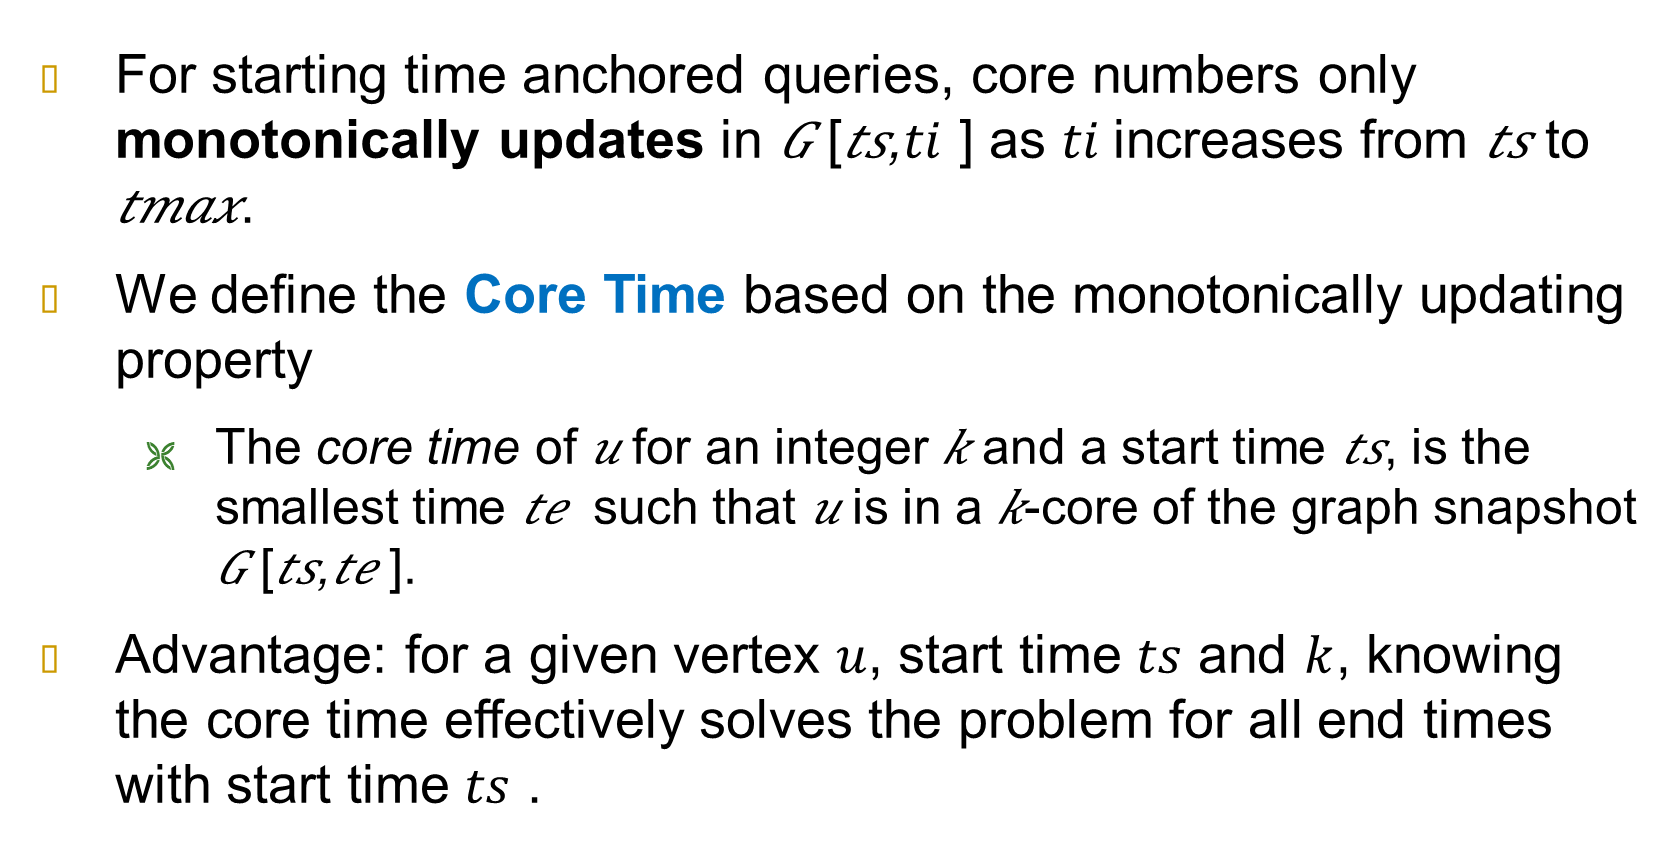 For starting time anchored queries, core numbers only
monotonically updates in G [ts,ti ] as ti increases from ts to
tmax.
We define the Core Time based on the monotonically updating
property
The core time of u for an integer k and a start time ts, is the
smallest time te such that u is in a k-core of the graph snapshot
G [ts,te ].
Advantage: for a given vertex u, start time ts and k, knowing
the core time effectively solves the problem for all end times
with start time ts .